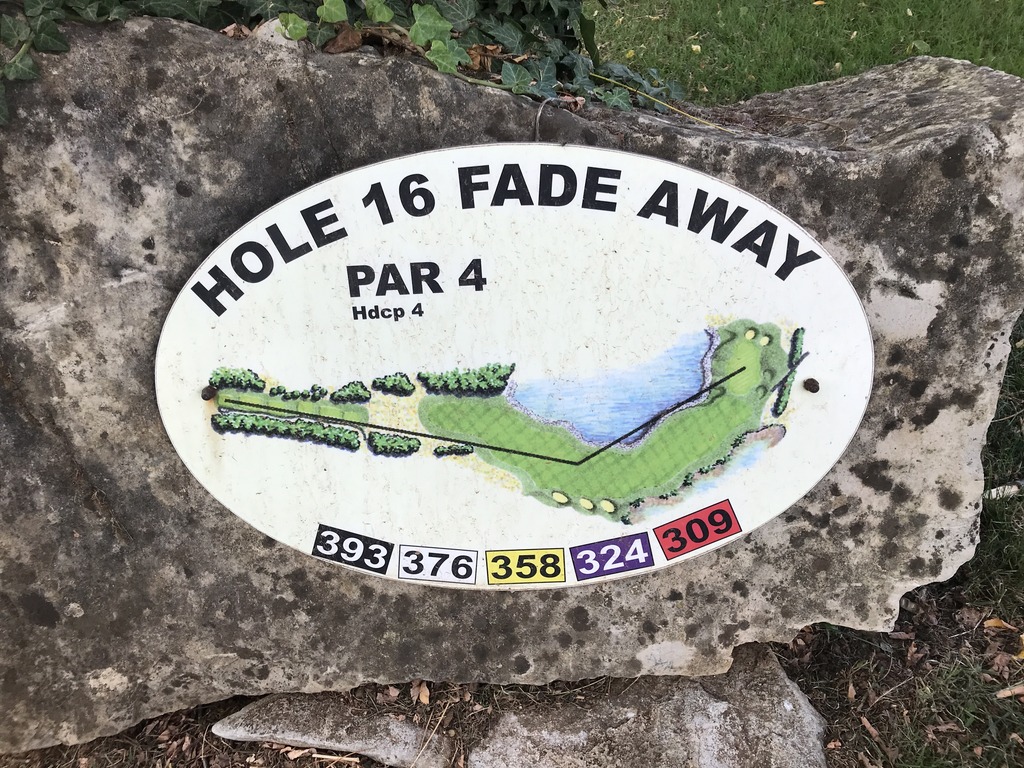 HOLE 16 FADE AWAY
PAR 4
Hdcp 4
393 376 358 324 309